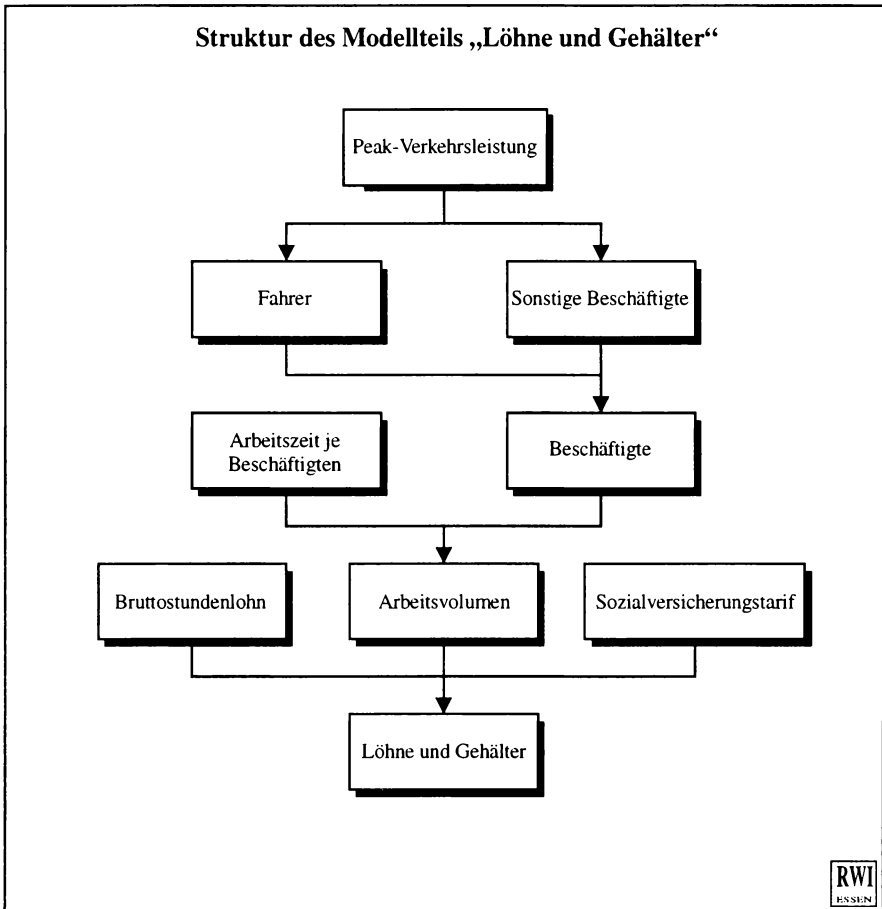 Struktur des Modellteils „Löhne und Gehälter“
Peak-Verkehrsleistung
Fahrer
Sonstige Beschäftigte
Arbeitszeit je
Beschäftigten
Beschäftigte
Bruttostundenlohn
Arbeitsvolumen
Sozialversicherungstarif
Löhne und Gehälter
RWI
ESSEN